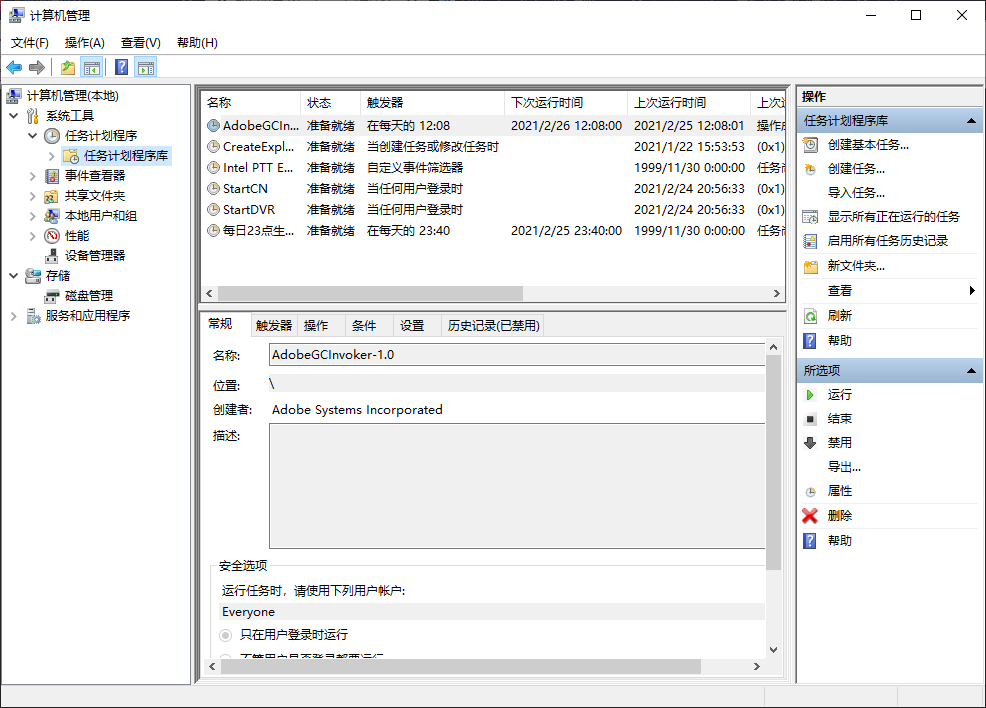 计算机管理
文件(F) 操作(A) 查看(V) 帮助(H)
计算机管理(本地)
系统工具
任务计划程序
任务计划程序库
事件查看器
共享文件夹
本地用户和组
性能
设备管理器
存储
磁盘管理
服务和应用程序
名称 状态 触发器 下次运行时间 上次运行时间 上次
AdobeGCIn... 准备就绪 在每天的 12:08 2021/2/26 12:08:00 2021/2/25 12:08:01 操作
CreateExpl... 准备就绪 当创建任务或修改任务时 2021/1/22 15:53:53 (0x1)
Intel PTT E... 准备就绪 自定义事件筛选器 1999/11/30 0:00:00 任务
StartCN 准备就绪 当任何用户登录时 2021/2/24 20:56:33 (0x1)
StartDVR 准备就绪 当任何用户登录时 2021/2/24 20:56:33 (0x1)
每日23点生... 准备就绪 在每天的 23:40 2021/2/25 23:40:00 1999/11/30 0:00:00 任务
常规 触发器 操作 条件 设置 历史记录(已禁用)
名称: AdobeGCInvoker-1.0
位置: \
创建者: Adobe Systems Incorporated
描述:
安全选项
运行任务时，请使用下列用户帐户:
Everyone
只在用户登录时运行
不管用户是否登录都要运行
操作
任务计划程序库
创建基本任务...
创建任务...
导入任务...
显示所有正在运行的任务
启用所有任务历史记录
新文件夹...
查看
刷新
帮助
所选项
运行
结束
禁用
导出...
属性
删除
帮助